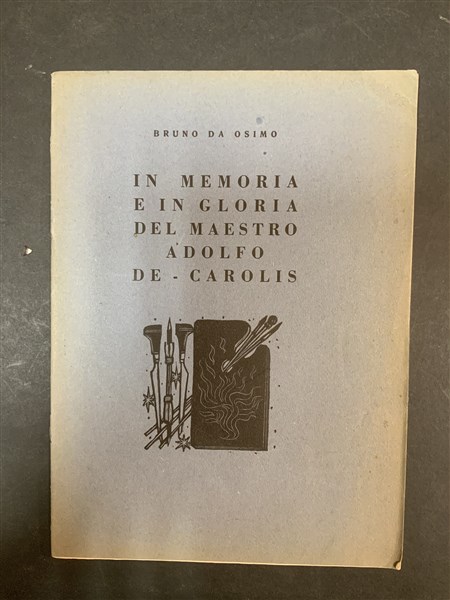 BRUNO DA OSIMO
IN MEMORIA
E IN GLORIA
DEL MAESTRO
ADOLFO
DE - CAROLIS